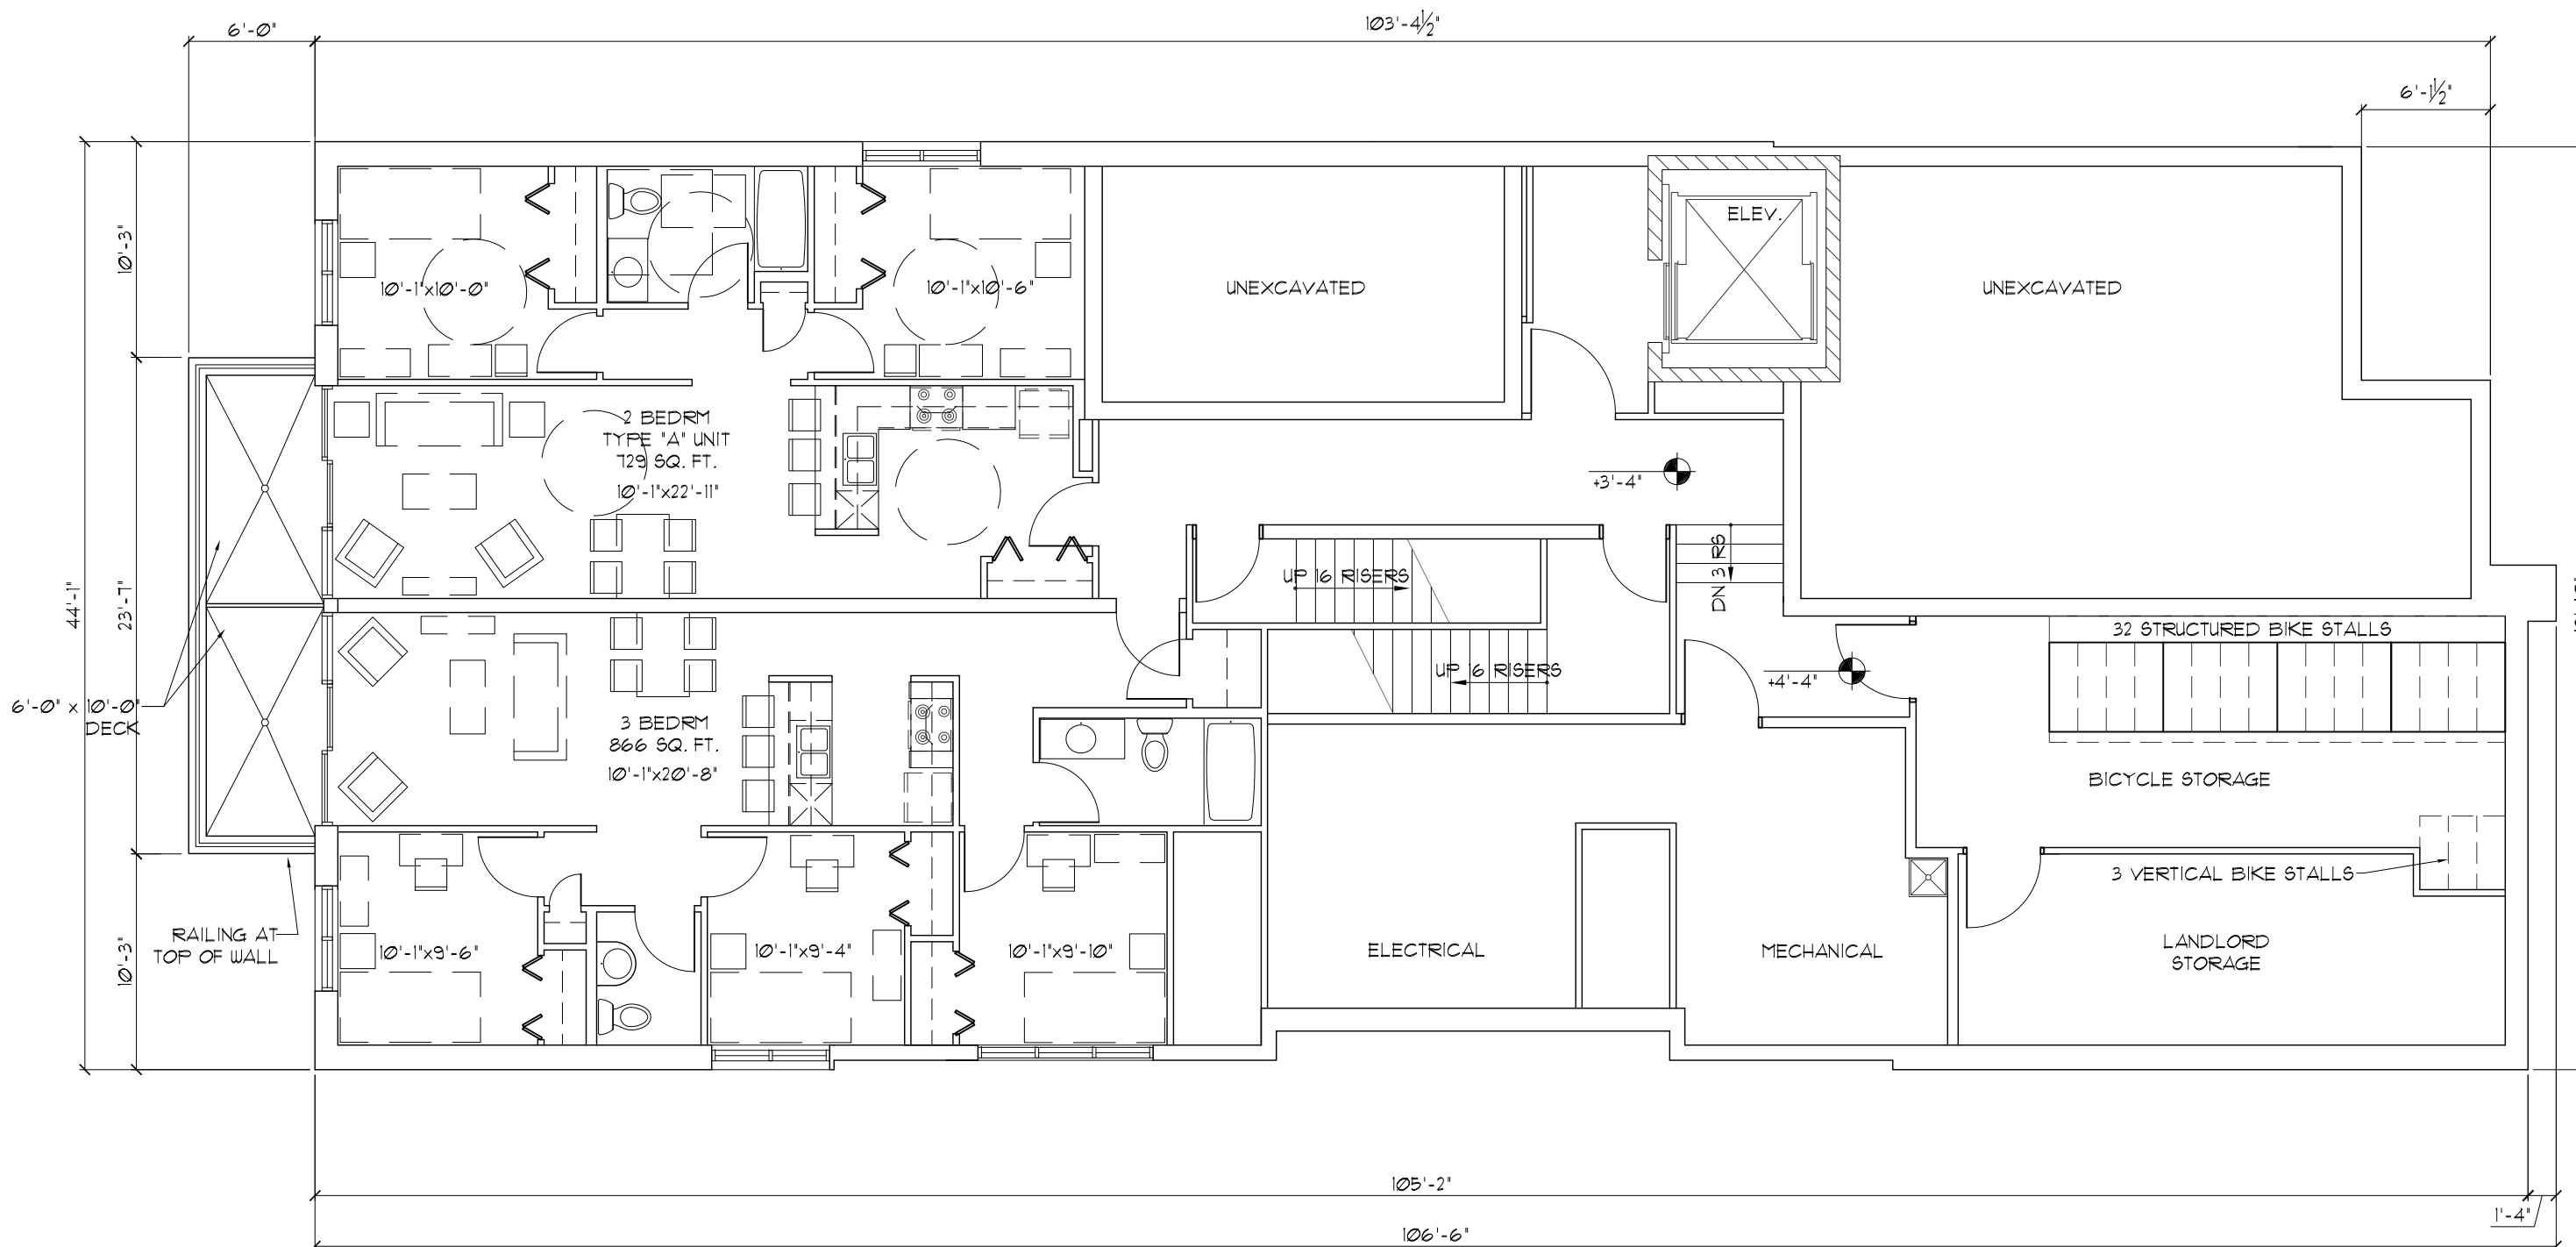 6'-0"
103'-4½"
6'-1½"
10'-3"
44'-1"
23'-7"
10'-3"
10'-1"x10'-0"
10'-1"x10'-6"
UNEXCAVATED
ELEV.
UNEXCAVATED
2 BEDRM
TYPE "A" UNIT
729 SQ. FT.
10'-1"x22'-11"
+3'-4"
UP 16 RISERS
DN 3 RS
UP 16 RISERS
+4'-4"
32 STRUCTURED BIKE STALLS
6'-0" x 10'-0"
DECK
3 BEDRM
866 SQ. FT.
10'-1"x20'-8"
BICYCLE STORAGE
3 VERTICAL BIKE STALLS
RAILING AT
TOP OF WALL
10'-1"x9'-6"
10'-1"x9'-4"
10'-1"x9'-10"
ELECTRICAL
MECHANICAL
LANDLORD
STORAGE
105'-2"
1'-4"
106'-6"